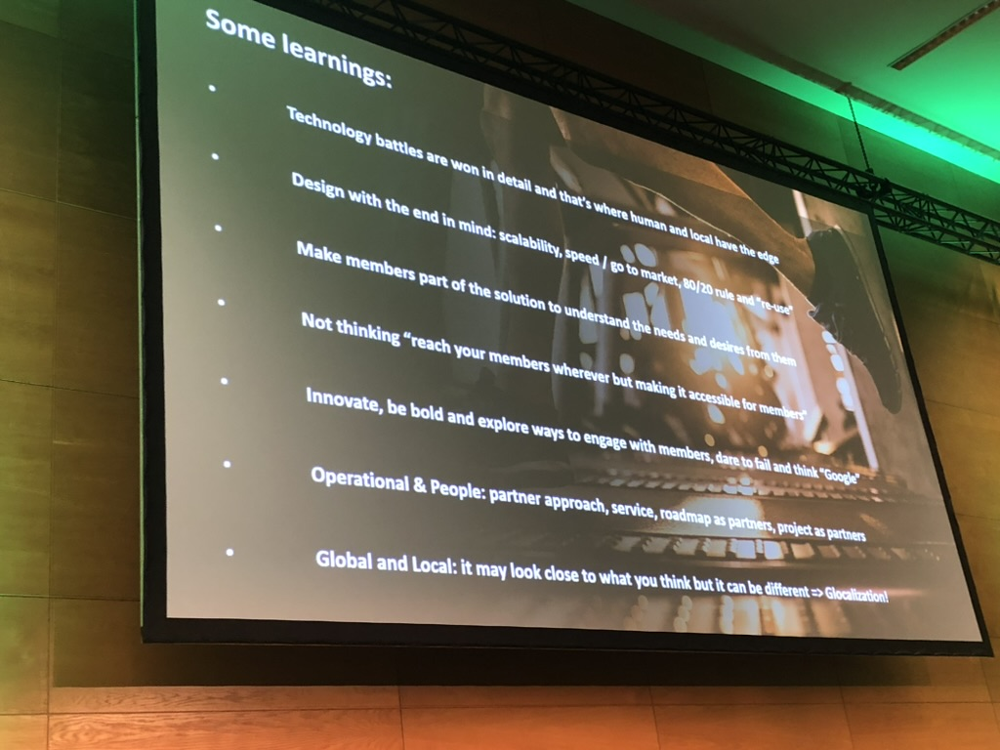 Some learnings:
• Technology battles are won in detail and that's where human and local have the edge
• Design with the end in mind: scalability, speed / go to market, 80/20 rule and "re-use"
• Make members part of the solution to understand the needs and desires from them
• Not thinking "reach your members wherever but making it accessible for members"
• Innovate, be bold and explore ways to engage with members, dare to fail and think "Google"
• Operational & People: partner approach, service, roadmap as partners, project as partners
• Global and Local: it may look close to what you think but it can be different => Glocalization!